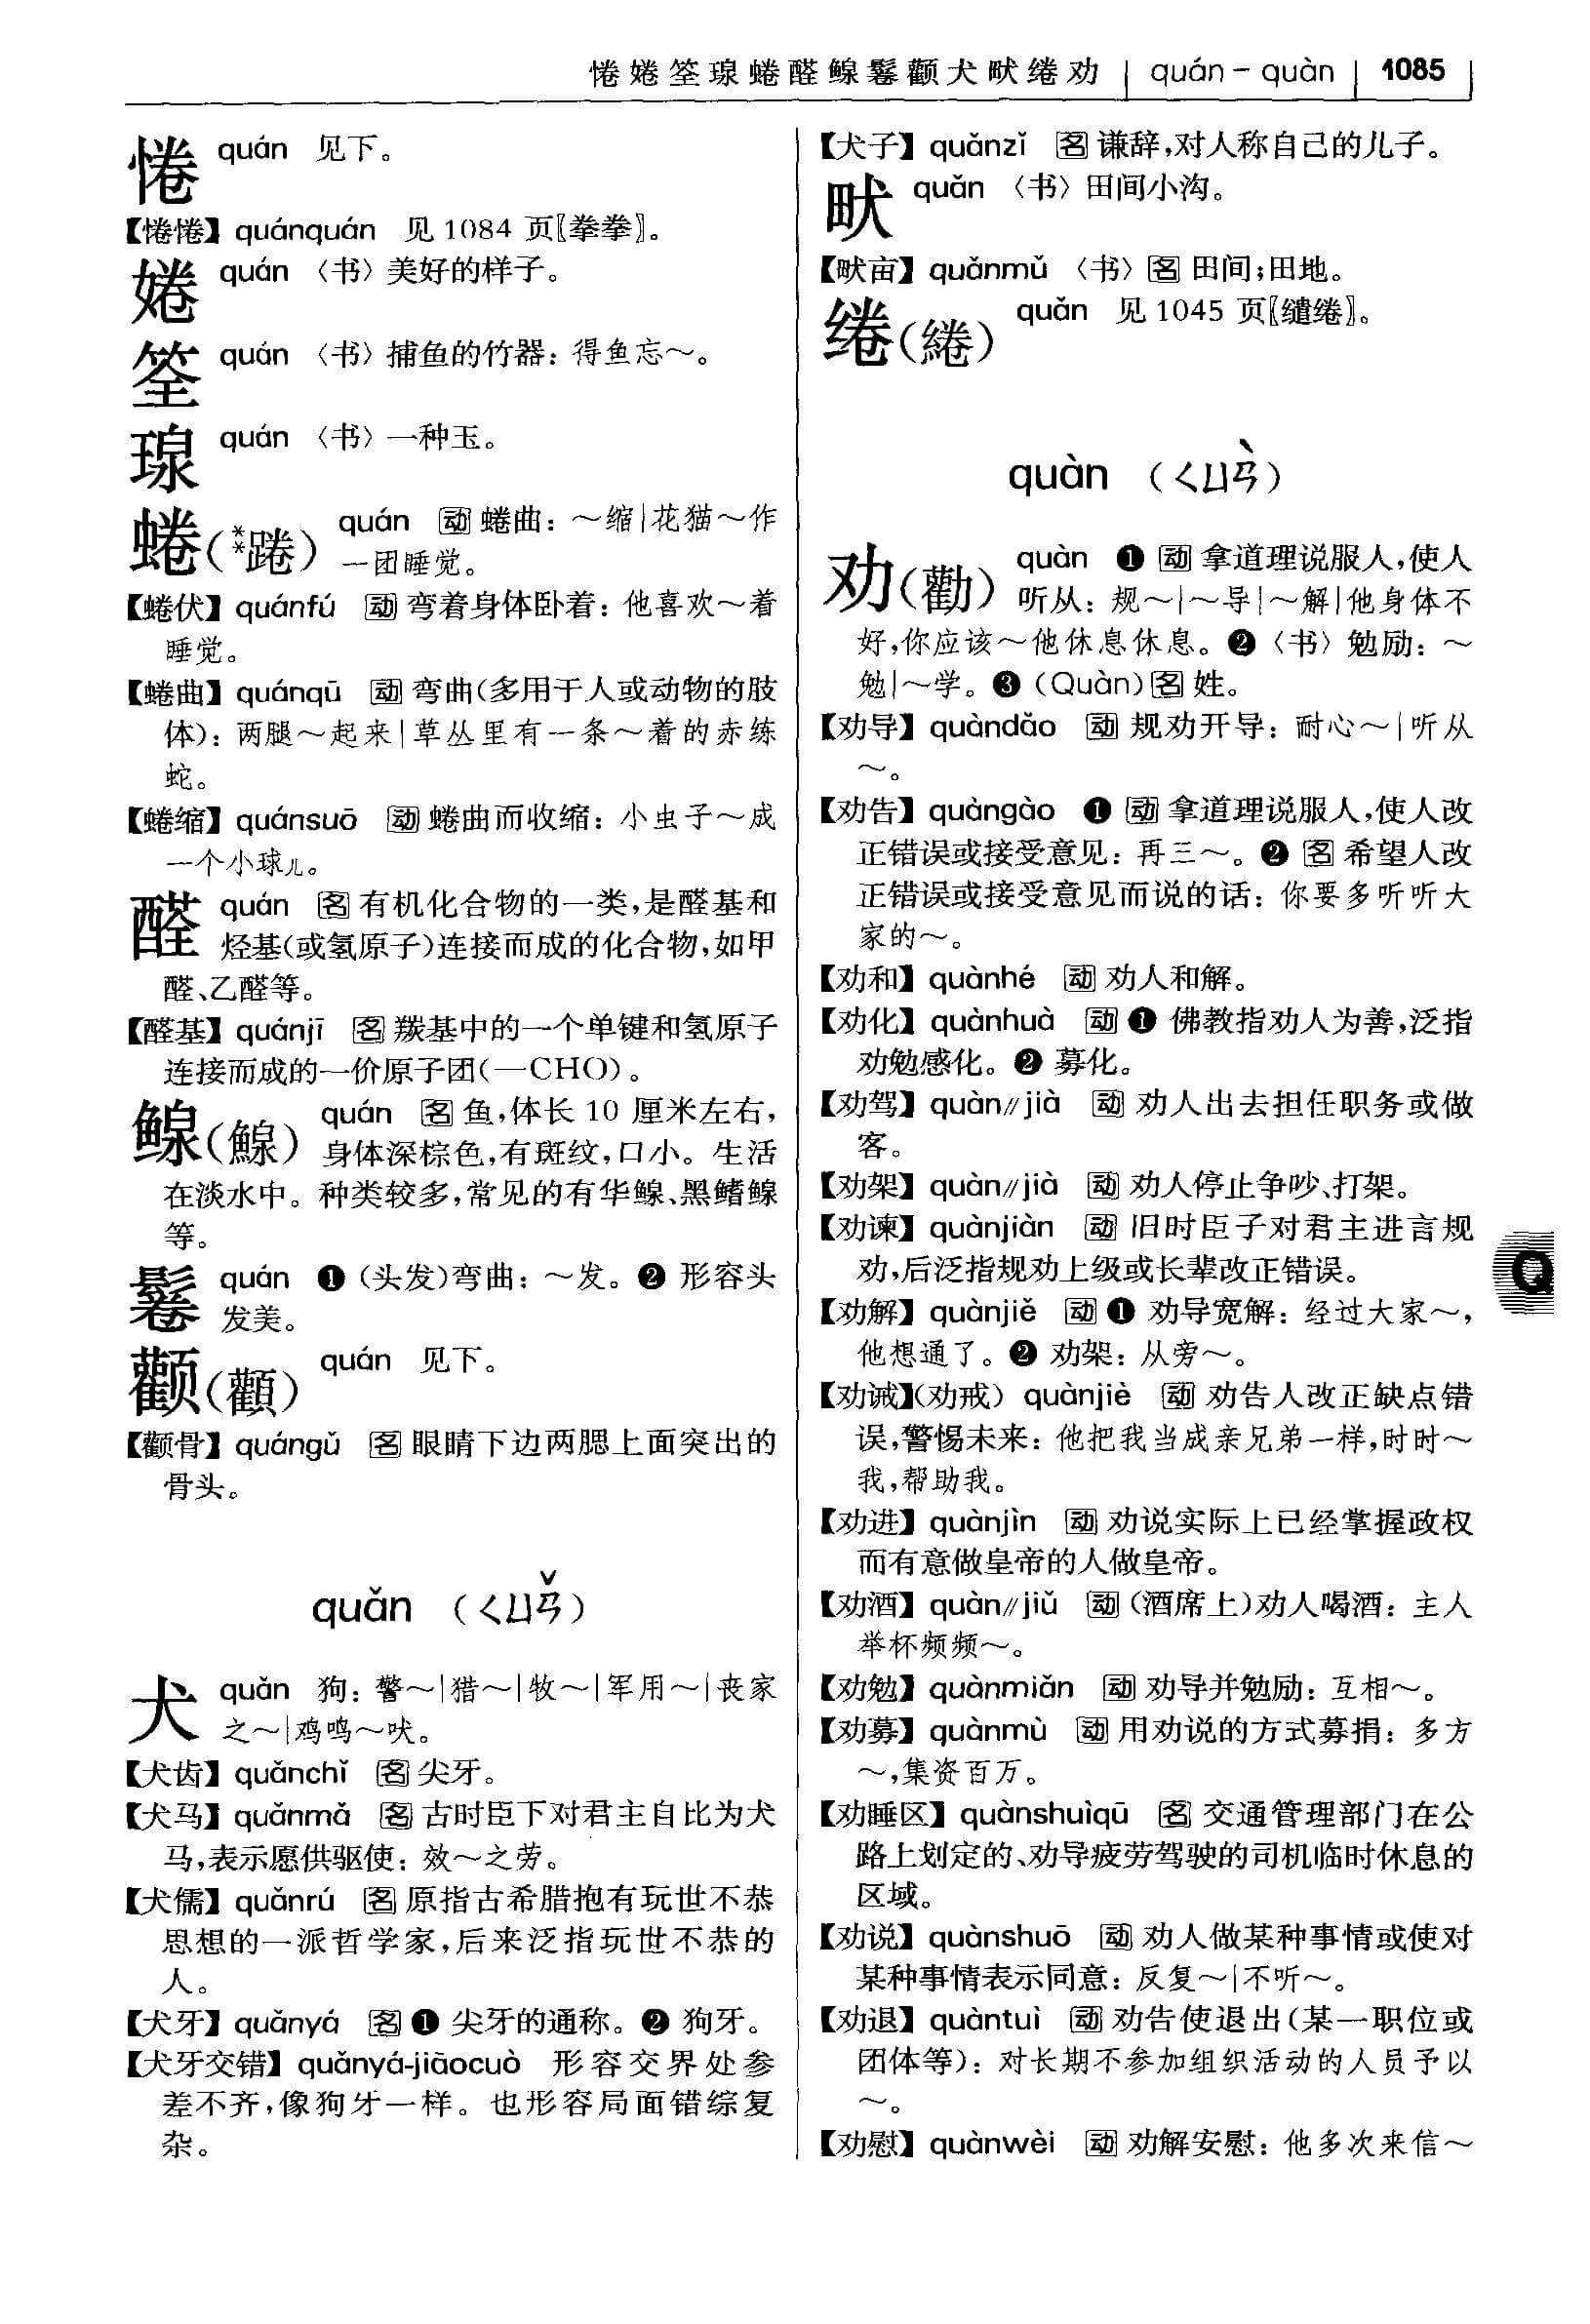 惓婘筌瑔蜷醛鳈鬈颧犬畎绻劝 | quán－quàn | 1085
惓 quán 见下。
【惓惓】quánquán 见 1084 页〖拳拳〗。
婘 quán 〈书〉美好的样子。
筌 quán 〈书〉捕鱼的竹器：得鱼忘～。
瑔 quán 〈书〉一种玉。
蜷(**踡) quán 动 蜷曲：～缩|花猫～作
一团睡觉。
【蜷伏】quánfú 动 弯着身体卧着：他喜欢～着
睡觉。
【蜷曲】quánqū 动 弯曲(多用于人或动物的肢
体)：两腿～起来|草丛里有一条～着的赤练
蛇。
【蜷缩】quánsuō 动 蜷曲而收缩：小虫子～成
一个小球儿。
醛 quán 名 有机化合物的一类，是醛基和
烃基(或氢原子)连接而成的化合物，如甲
醛、乙醛等。
【醛基】quánjī 名 羰基中的一个单键和氢原子
连接而成的一价原子团(—CHO)。
鳈(鰁) quán 名 鱼，体长 10 厘米左右，
身体深棕色，有斑纹，口小。生活
在淡水中。种类较多，常见的有华鳈、黑鳍鳈
等。
鬈 quán ❶ (头发)弯曲：～发。❷ 形容头
发美。
颧(顴) quán 见下。
【颧骨】quángǔ 名 眼睛下边两腮上面突出的
骨头。
quǎn （ㄑㄩㄢˇ）
犬 quǎn 狗：警～|猎～|牧～|军用～|丧家
之～|鸡鸣～吠。
【犬齿】quǎnchǐ 名 尖牙。
【犬马】quǎnmǎ 名 古时臣下对君主自比为犬
马，表示愿供驱使：效～之劳。
【犬儒】quǎnrú 名 原指古希腊抱有玩世不恭
思想的一派哲学家，后来泛指玩世不恭的
人。
【犬牙】quǎnyá 名 ❶ 尖牙的通称。❷ 狗牙。
【犬牙交错】quǎnyá-jiāocuò 形容交界处参
差不齐，像狗牙一样。也形容局面错综复
杂。
【犬子】quǎnzǐ 名 谦辞，对人称自己的儿子。
畎 quǎn 〈书〉田间小沟。
【畎亩】quǎnmǔ 〈书〉名 田间；田地。
绻(綣) quǎn 见 1045 页〖缱绻〗。
quàn （ㄑㄩㄢˋ）
劝(勸) quàn ❶ 动 拿道理说服人，使人
听从：规～|～导|～解|他身体不
好，你应该～他休息休息。❷〈书〉勉励：～
勉|～学。❸ (Quàn) 名 姓。
【劝导】quàndǎo 动 规劝开导：耐心～|听从
～。
【劝告】quàngào ❶ 动 拿道理说服人，使人改
正错误或接受意见：再三～。❷ 名 希望人改
正错误或接受意见而说的话：你要多听听大
家的～。
【劝和】quànhé 动 劝人和解。
【劝化】quànhuà 动 ❶ 佛教指劝人为善，泛指
劝勉感化。❷ 募化。
【劝驾】quàn//jià 动 劝人出去担任职务或做
客。
【劝架】quàn//jià 动 劝人停止争吵、打架。
【劝谏】quànjiàn 动 旧时臣子对君主进言规
劝，后泛指规劝上级或长辈改正错误。
【劝解】quànjiě 动 ❶ 劝导宽解：经过大家～，
他想通了。❷ 劝架：从旁～。
【劝诫】(劝戒) quànjiè 动 劝告人改正缺点错
误，警惕未来：他把我当成亲兄弟一样，时时～
我，帮助我。
【劝进】quànjìn 动 劝说实际上已经掌握政权
而有意做皇帝的人做皇帝。
【劝酒】quàn//jiǔ 动 (酒席上)劝人喝酒：主人
举杯频频～。
【劝勉】quànmiǎn 动 劝导并勉励：互相～。
【劝募】quànmù 动 用劝说的方式募捐：多方
～，集资百万。
【劝睡区】quànshuìqū 名 交通管理部门在公
路上划定的、劝导疲劳驾驶的司机临时休息的
区域。
【劝说】quànshuō 动 劝人做某种事情或使对
某种事情表示同意：反复～|不听～。
【劝退】quàntuì 动 劝告使退出(某一职位或
团体等)：对长期不参加组织活动的人员予以
～。
【劝慰】quànwèi 动 劝解安慰：他多次来信～
Q